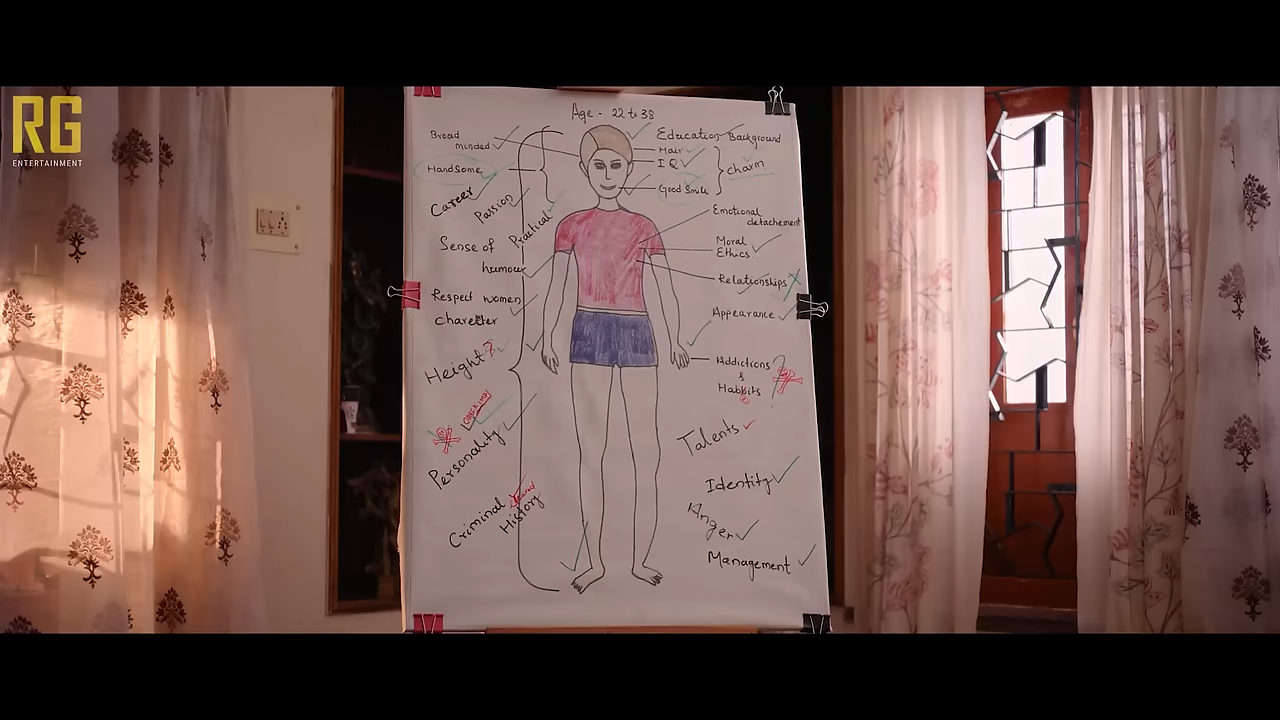 RG
ENTERTAINMENT
Age - 22 to 38
Broad
minded
Handsome
Career
Passion
Practical
Sense of
humour
Respect women
charecter
Height?
Personality
Criminal
History
Education Background
Hair
I Q
charm
Good Smile
Emotional
detachement
Moral
Ethics
Relationships
Appearance
Addictions
&
Habbits
?
Talents
Identity
Anger
Management